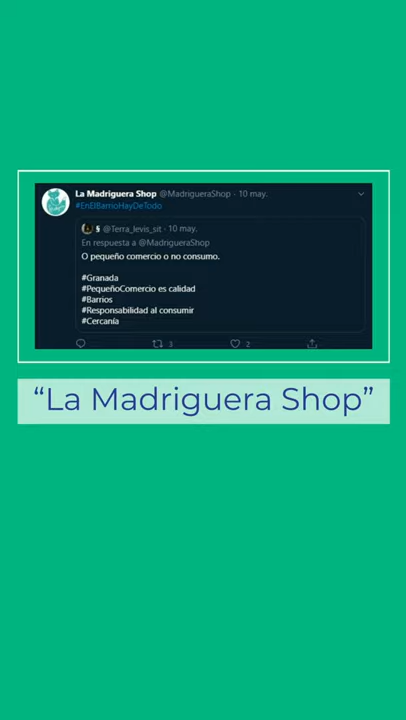 La Madriguera Shop @MadrigueraShop · 10 may.
#EnElBarrioHayDeTodo
§ @Terra_levis_sit · 10 may.
En respuesta a @MadrigueraShop
O pequeño comercio o no consumo.
#Granada
#PequeñoComercio es calidad
#Barrios
#Responsabilidad al consumir
#Cercanía
3 2
“La Madriguera Shop”